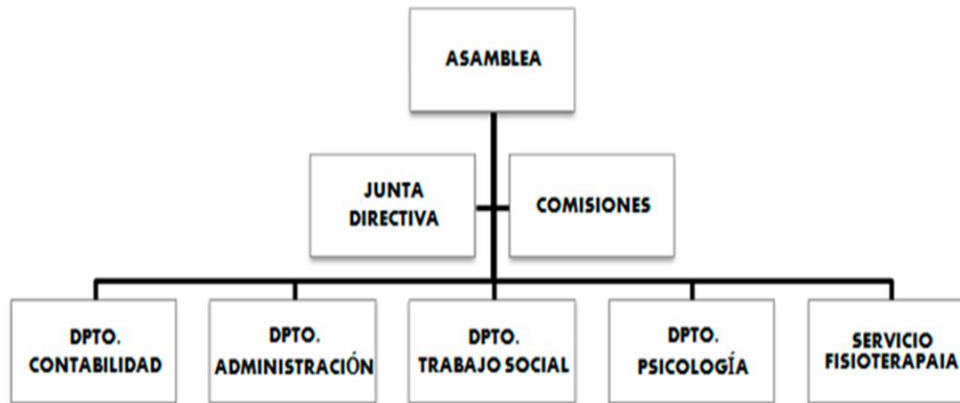 ASAMBLEA
JUNTA
DIRECTIVA
COMISIONES
DPTO.
CONTABILIDAD
DPTO.
ADMINISTRACIÓN
DPTO.
TRABAJO SOCIAL
DPTO.
PSICOLOGÍA
SERVICIO
FISIOTERAPAIA